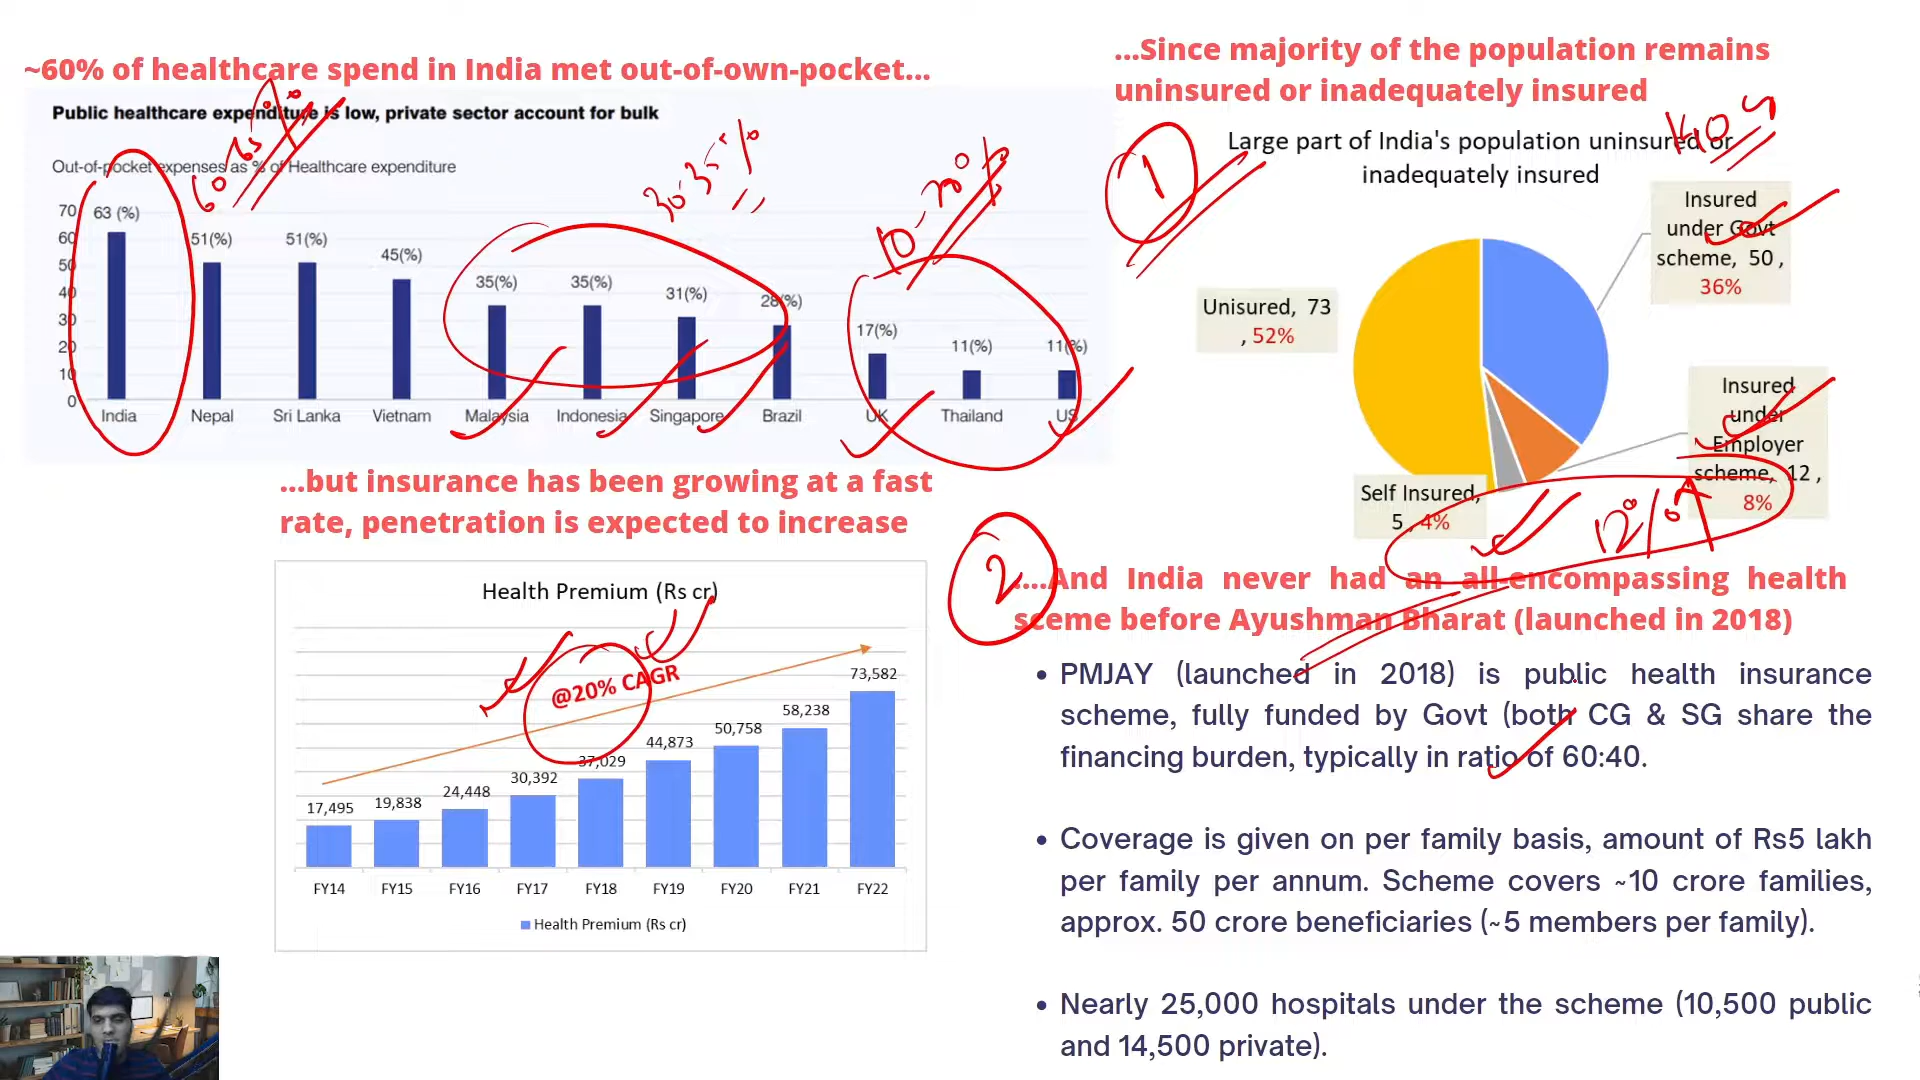 ~60% of healthcare spend in India met out-of-own-pocket...
Public healthcare expenditure is low, private sector account for bulk
Out-of-pocket expenses as % of Healthcare expenditure
70
60
50
40
30
20
10
0
63 (%)
51(%)
51(%)
45(%)
35(%)
35(%)
31(%)
28(%)
17(%)
11(%)
11(%)
India
Nepal
Sri Lanka
Vietnam
Malaysia
Indonesia
Singapore
Brazil
UK
Thailand
US
60-65%
30-35%
...Since majority of the population remains
uninsured or inadequately insured
1
Large part of India's population uninsured or
inadequately insured
Insured
under Govt
scheme, 50 ,
36%
Unisured, 73
, 52%
Insured
under
Employer
scheme, 12 ,
8%
Self Insured,
5 , 4%
12%
...but insurance has been growing at a fast
rate, penetration is expected to increase
Health Premium (Rs cr)
@20% CAGR
17,495
19,838
24,448
30,392
37,029
44,873
50,758
58,238
73,582
FY14
FY15
FY16
FY17
FY18
FY19
FY20
FY21
FY22
Health Premium (Rs cr)
2
....And India never had an all-encompassing health
sceme before Ayushman Bharat (launched in 2018)
• PMJAY (launched in 2018) is public health insurance
scheme, fully funded by Govt (both CG & SG share the
financing burden, typically in ratio of 60:40.
• Coverage is given on per family basis, amount of Rs5 lakh
per family per annum. Scheme covers ~10 crore families,
approx. 50 crore beneficiaries (~5 members per family).
• Nearly 25,000 hospitals under the scheme (10,500 public
and 14,500 private).